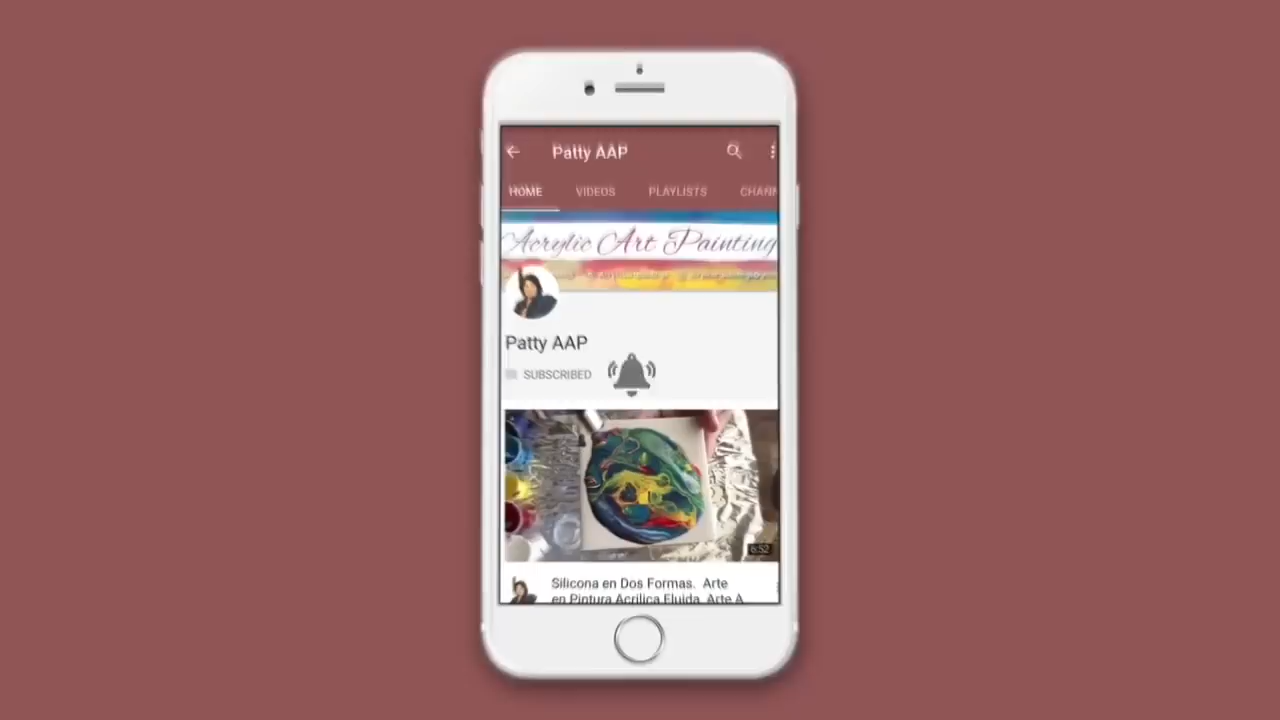 Patty AAP
HOME VIDEOS PLAYLISTS CHANN
Acrylic Art Painting
Patty AAP
SUBSCRIBED
6:52
Silicona en Dos Formas. Arte
en Pintura Acrilica Fluida. Arte A